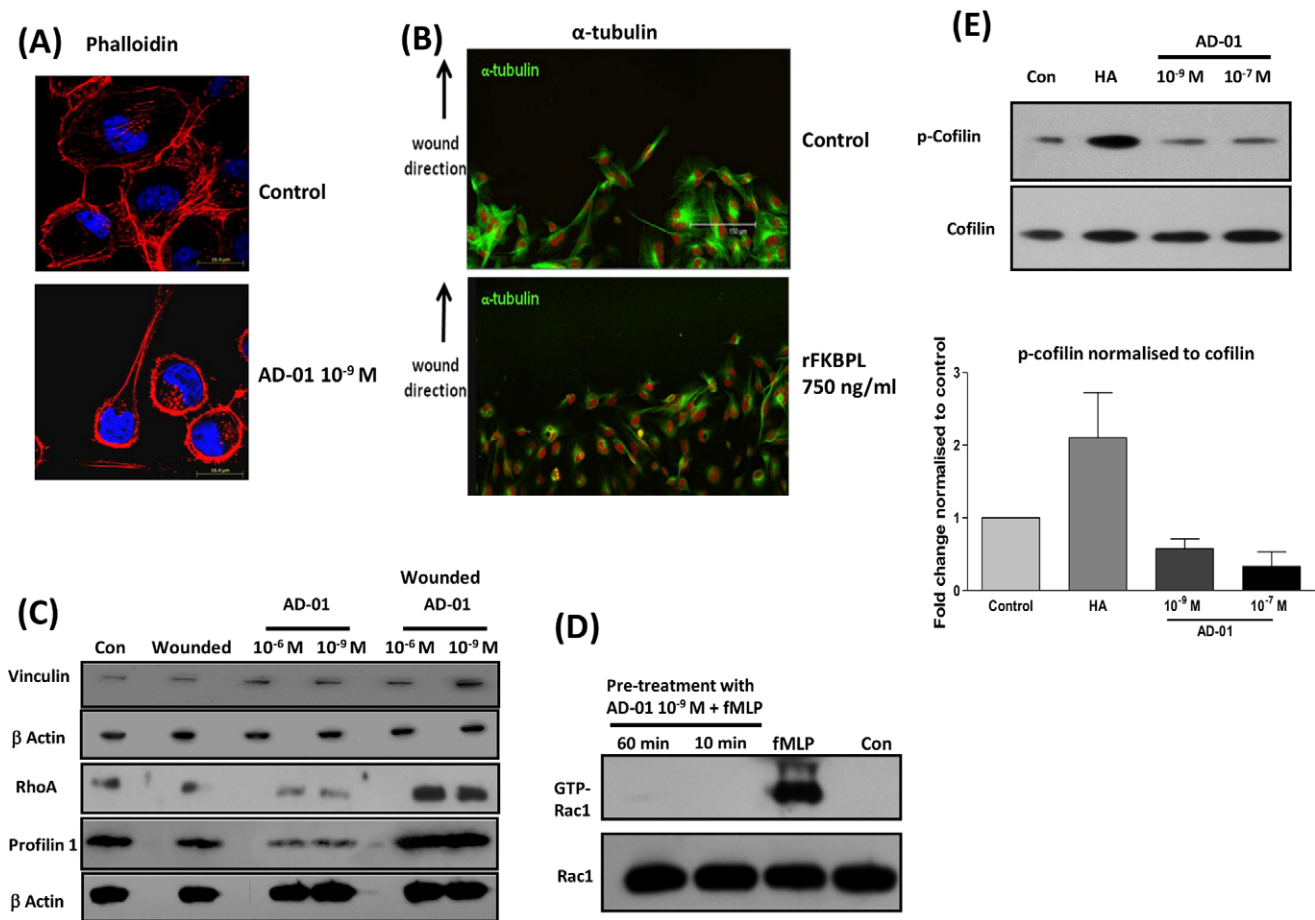 (A)
Phalloidin
Control
AD-01 10⁻⁹ M
(B)
α-tubulin
α-tubulin
wound
direction
Control
150 µm
α-tubulin
wound
direction
rFKBPL
750 ng/ml
(C)
Wounded
AD-01
AD-01
Con
Wounded
10⁻⁶ M
10⁻⁹ M
10⁻⁶ M
10⁻⁹ M
Vinculin
β Actin
RhoA
Profilin 1
β Actin
(D)
Pre-treatment with
AD-01 10⁻⁹ M + fMLP
60 min
10 min
fMLP
Con
GTP-
Rac1
Rac1
(E)
AD-01
Con
HA
10⁻⁹ M
10⁻⁷ M
p-Cofilin
Cofilin
p-cofilin normalised to cofilin
Fold change normalised to control
3
2
1
0
Control
HA
10⁻⁹ M
10⁻⁷ M
AD-01